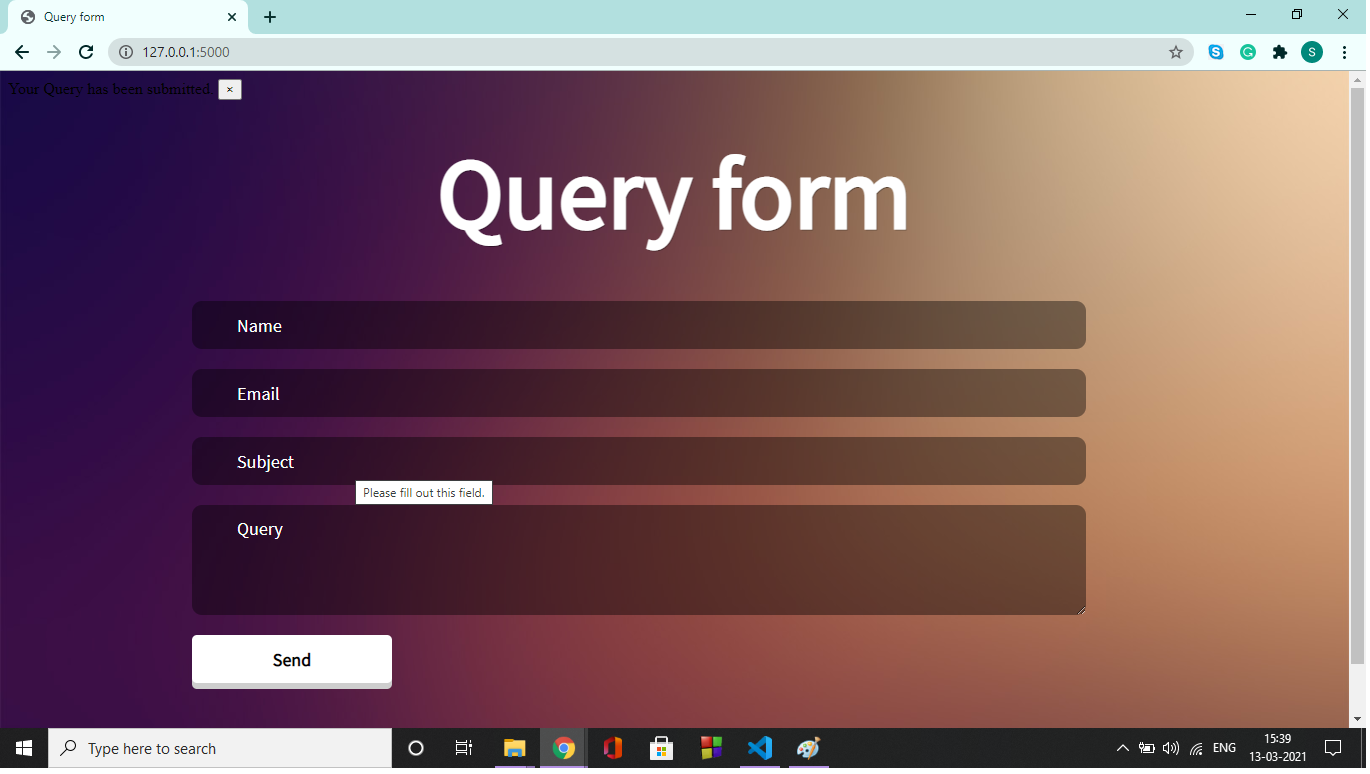 Query form
127.0.0.1:5000
S
Your Query has been submitted. ×
Query form
Name
Email
Subject
Please fill out this field.
Query
Send
Type here to search
ENG
15:39
13-03-2021